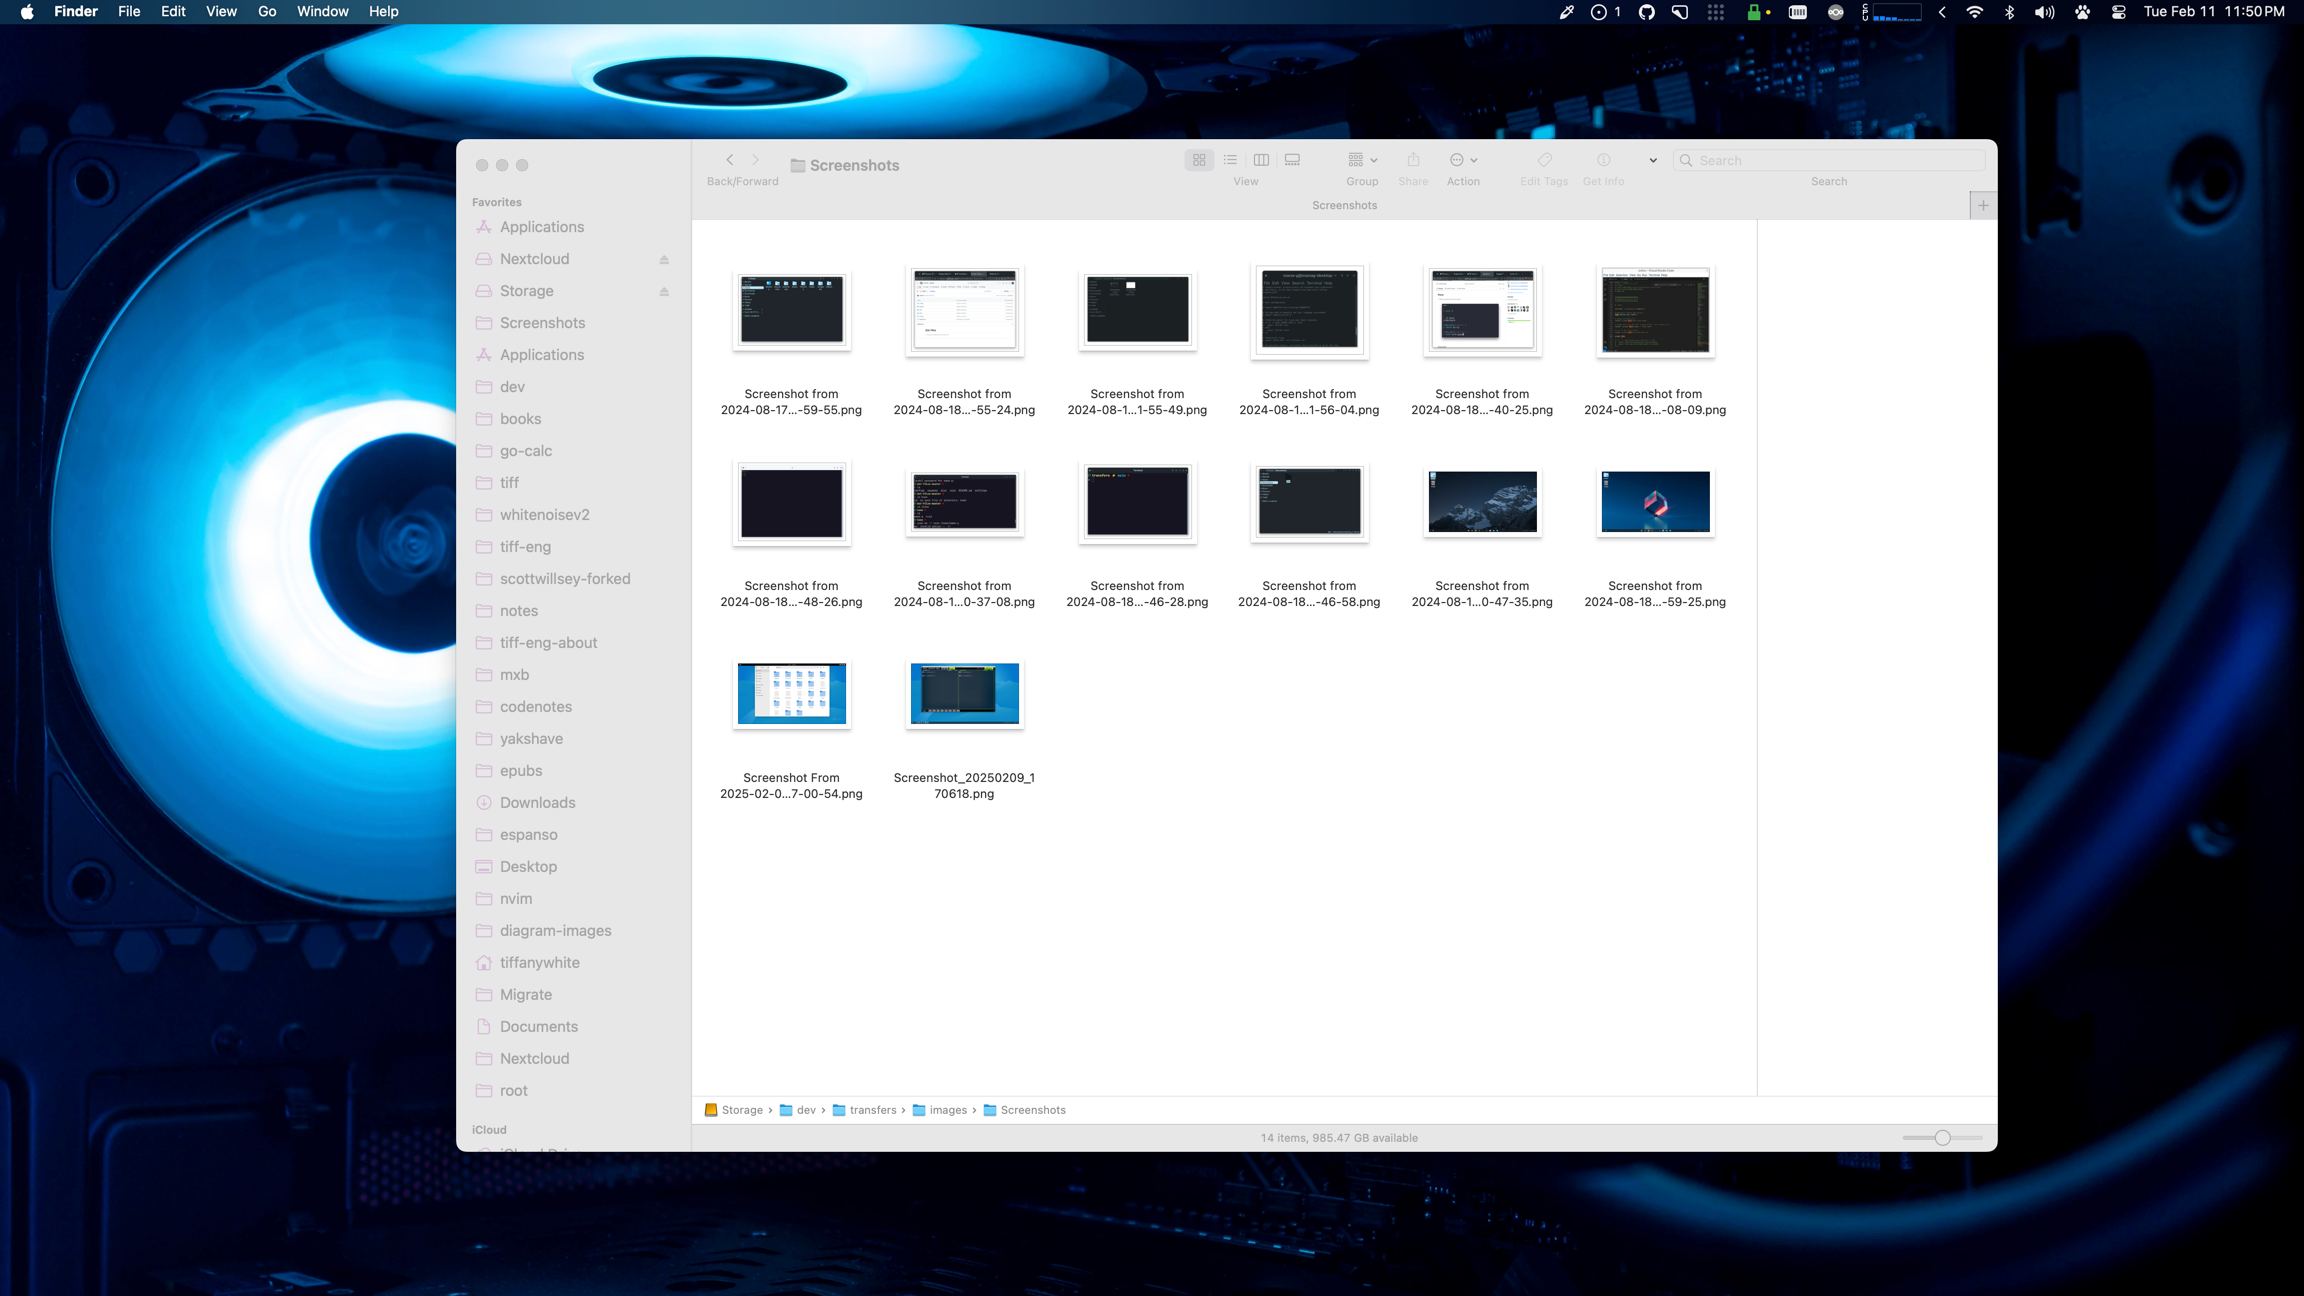 Finder File Edit View Go Window Help
1
CPU
Tue Feb 11 11:50 PM
Back/Forward
Screenshots
View
Group
Share
Action
Edit Tags
Get Info
Search
Search
Screenshots
Favorites
Applications
Nextcloud
Storage
Screenshots
Applications
dev
books
go-calc
tiff
whitenoisev2
tiff-eng
scottwillsey-forked
notes
tiff-eng-about
mxb
codenotes
yakshave
epubs
Downloads
espanso
Desktop
nvim
diagram-images
tiffanywhite
Migrate
Documents
Nextcloud
root
iCloud
Screenshot from
2024-08-17...-59-55.png
Screenshot from
2024-08-18...-55-24.png
Screenshot from
2024-08-1...1-55-49.png
Screenshot from
2024-08-1...1-56-04.png
Screenshot from
2024-08-18...-40-25.png
Screenshot from
2024-08-18...-08-09.png
Screenshot from
2024-08-18...-48-26.png
Screenshot from
2024-08-1...0-37-08.png
Screenshot from
2024-08-18...-46-28.png
Screenshot from
2024-08-18...-46-58.png
Screenshot from
2024-08-1...0-47-35.png
Screenshot from
2024-08-18...-59-25.png
Screenshot From
2025-02-0...7-00-54.png
Screenshot_20250209_1
70618.png
Storage › dev › transfers › images › Screenshots
14 items, 985.47 GB available